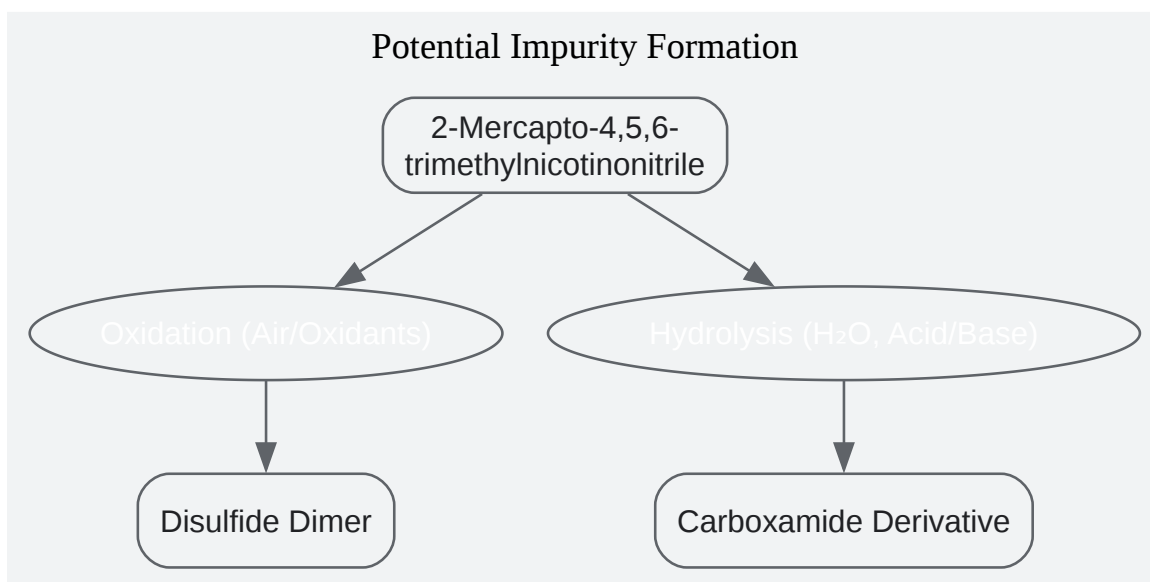 Potential Impurity Formation
2-Mercapto-4,5,6-
trimethylnicotinonitrile
Oxidation (Air/Oxidants)
Hydrolysis (H₂O, Acid/Base)
Disulfide Dimer
Carboxamide Derivative